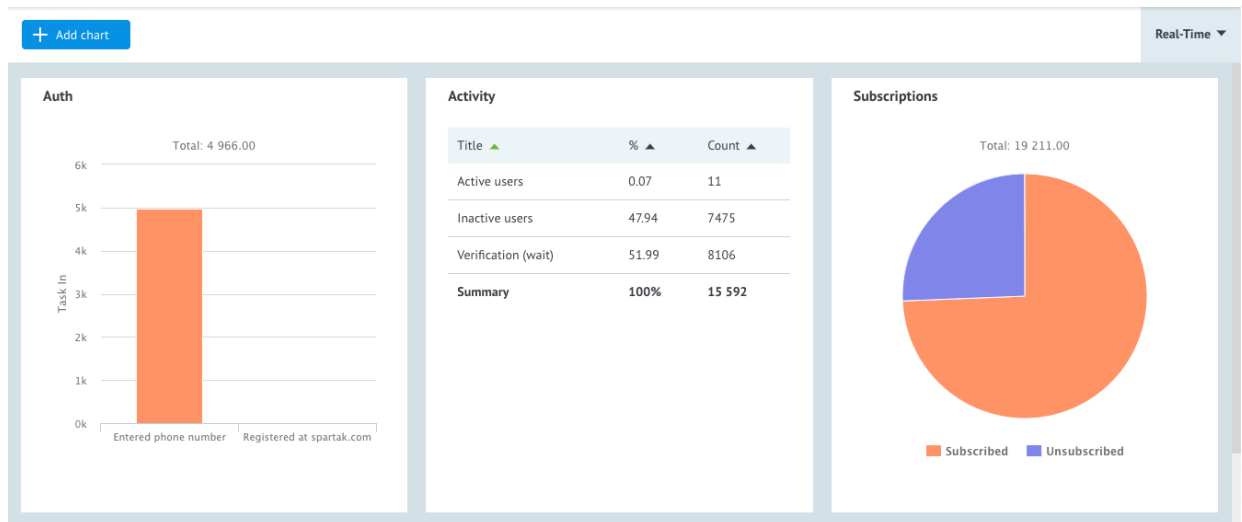 Add chart
Real-Time
Auth
Total: 4 966.00
6k
5k
4k
3k
2k
1k
0k
Task In
Entered phone number Registered at spartak.com
Activity
Title % Count
Active users 0.07 11
Inactive users 47.94 7475
Verification (wait) 51.99 8106
Summary 100% 15 592
Subscriptions
Total: 19 211.00
Subscribed Unsubscribed